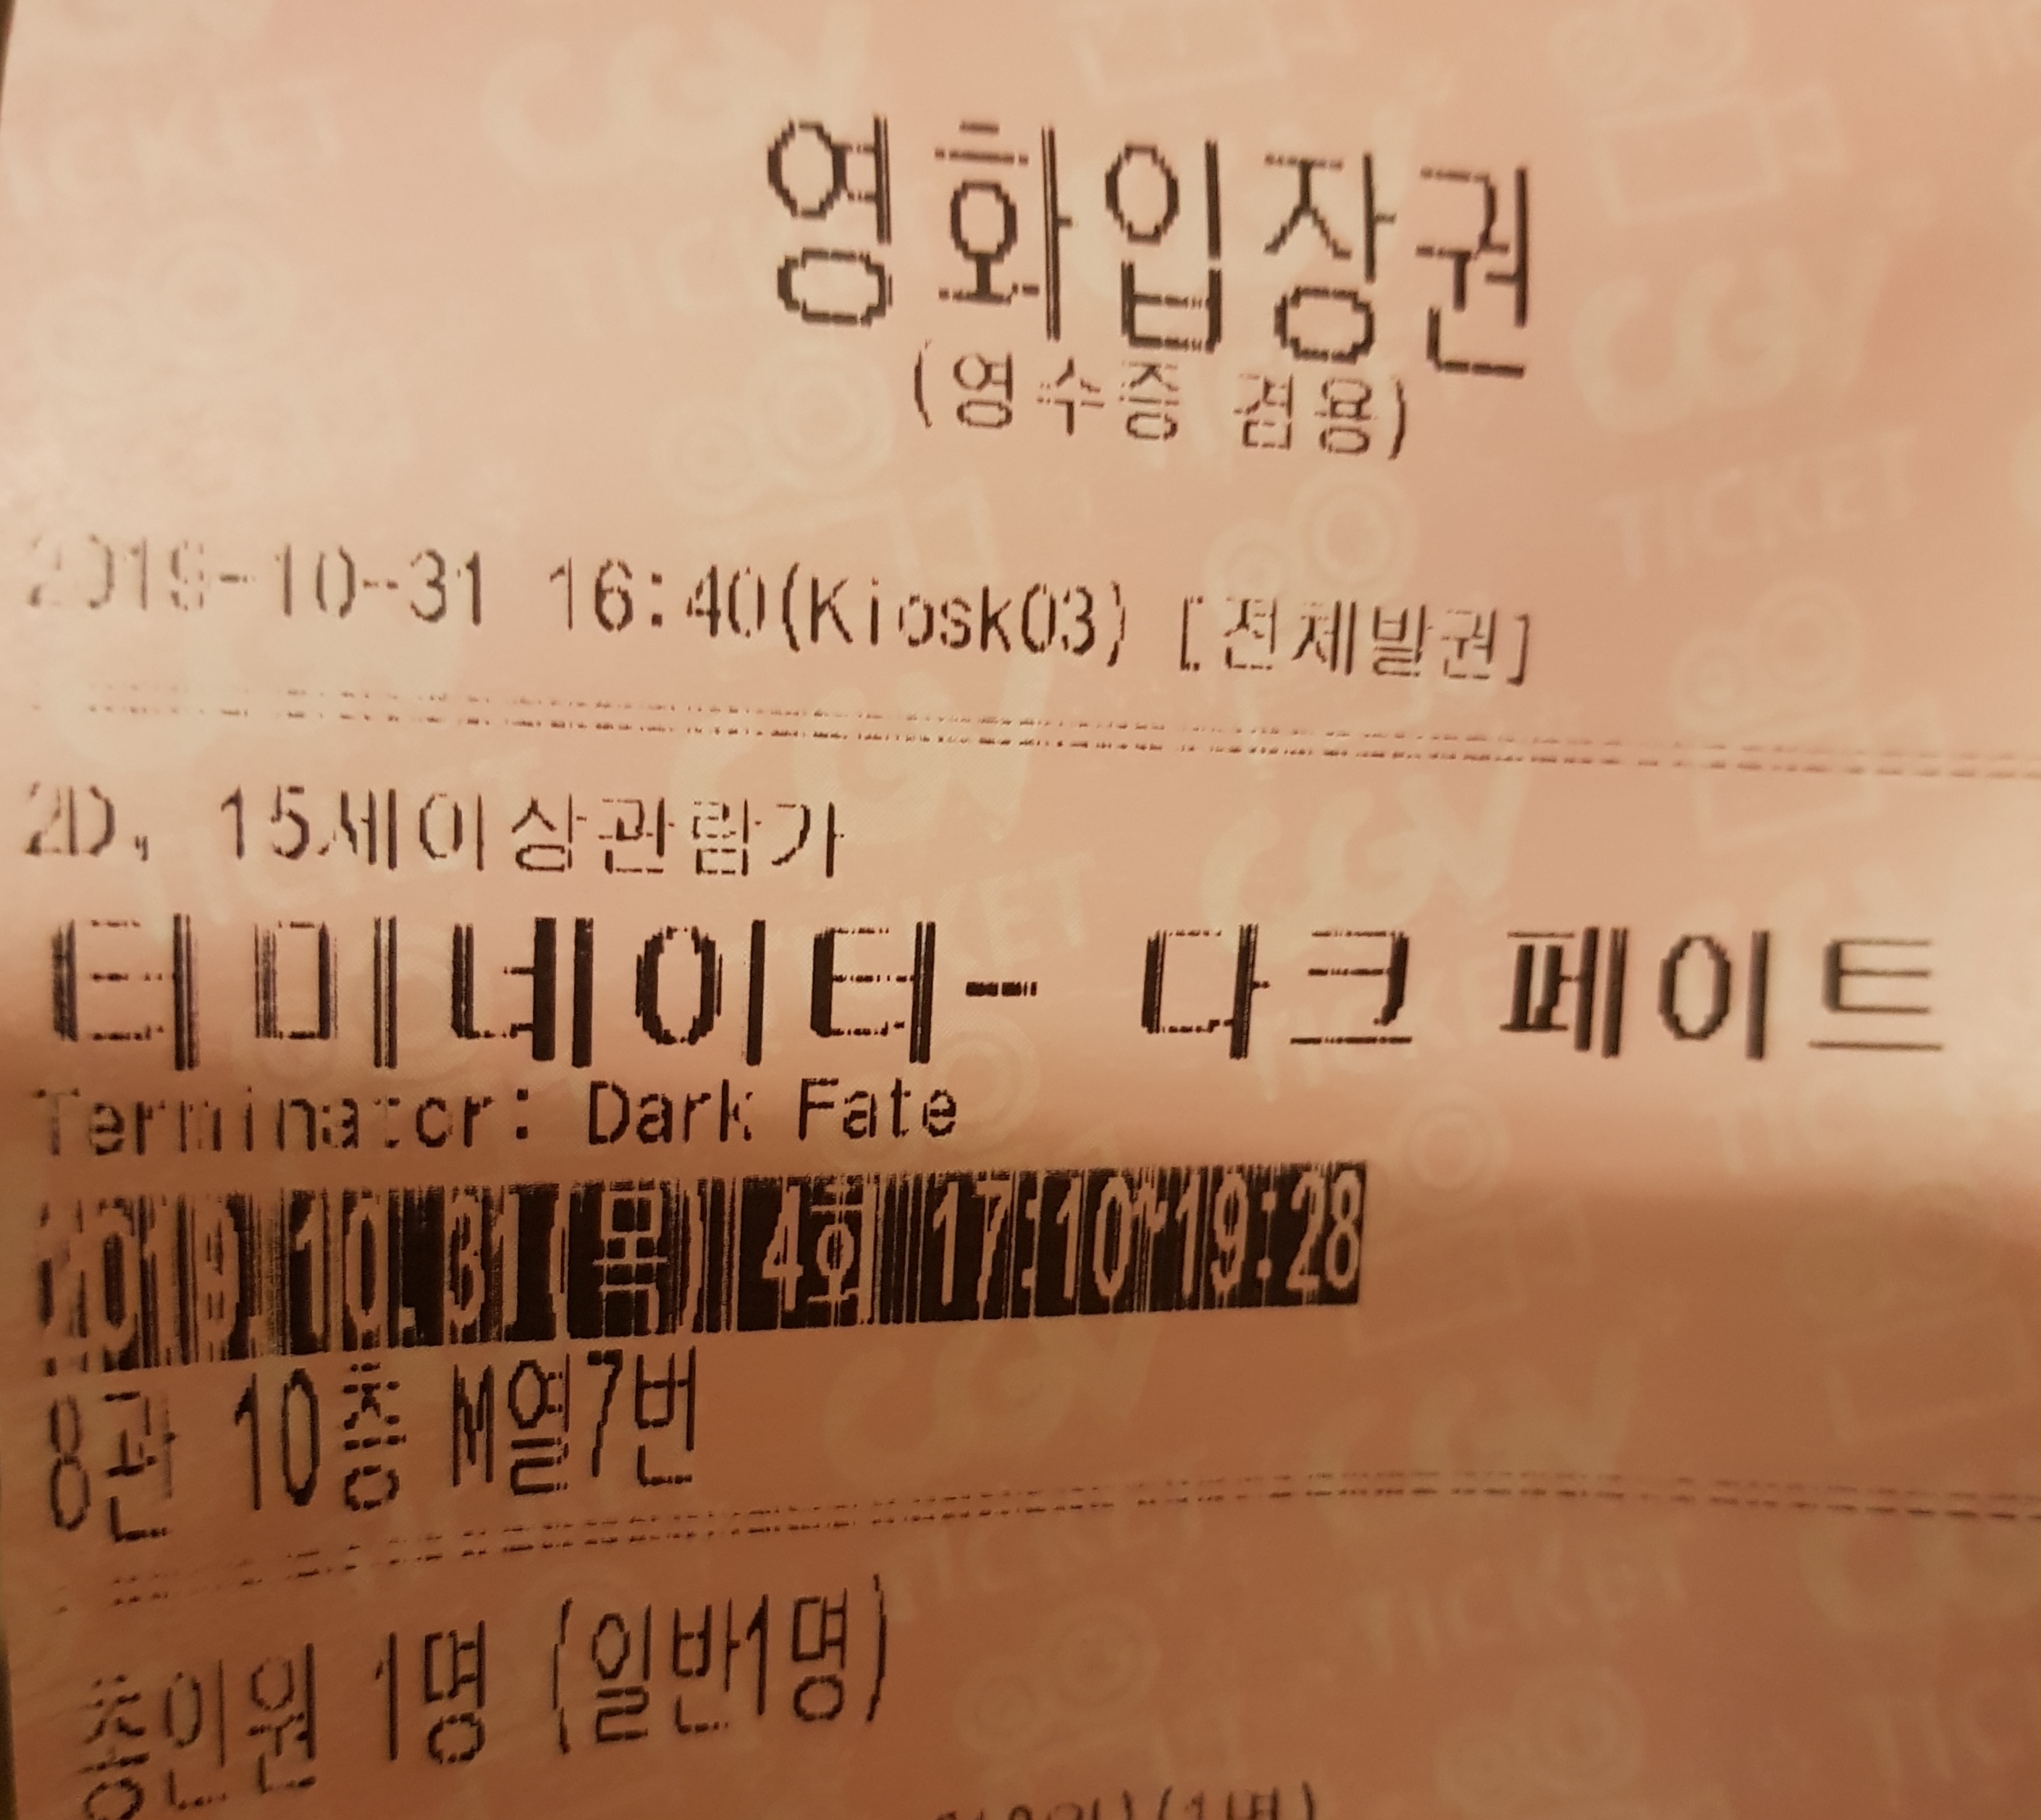 영화입장권
(영수증 겸용)
2019-10-31 16:40(Kiosk03) [전체발권]
2D, 15세이상관람가
터미네이터- 다크 페이트
Terminator: Dark Fate
2019.10.31(목) 4회 17:10~19:28
8관 10층 M열7번
총인원 1명 (일반1명)
(1명)